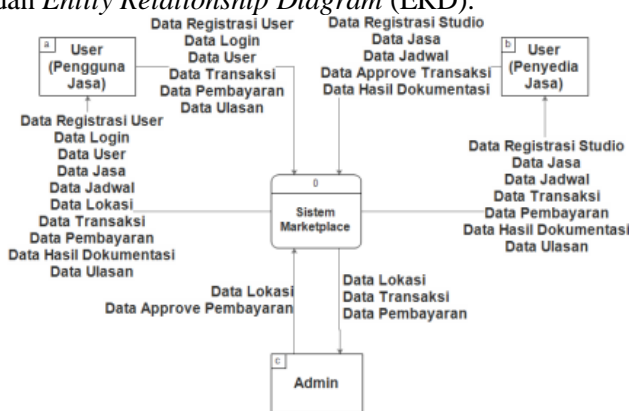 dan Entity Relationship Diagram (ERD).
a
User
(Pengguna
Jasa)
Data Registrasi User
Data Login
Data User
Data Transaksi
Data Pembayaran
Data Ulasan
Data Registrasi Studio
Data Jasa
Data Jadwal
Data Approve Transaksi
Data Hasil Dokumentasi
b
User
(Penyedia
Jasa)
Data Registrasi User
Data Login
Data User
Data Jasa
Data Jadwal
Data Lokasi
Data Transaksi
Data Pembayaran
Data Hasil Dokumentasi
Data Ulasan
0
Sistem
Marketplace
Data Registrasi Studio
Data Jasa
Data Jadwal
Data Transaksi
Data Pembayaran
Data Hasil Dokumentasi
Data Ulasan
Data Lokasi
Data Approve Pembayaran
Data Lokasi
Data Transaksi
Data Pembayaran
c
Admin